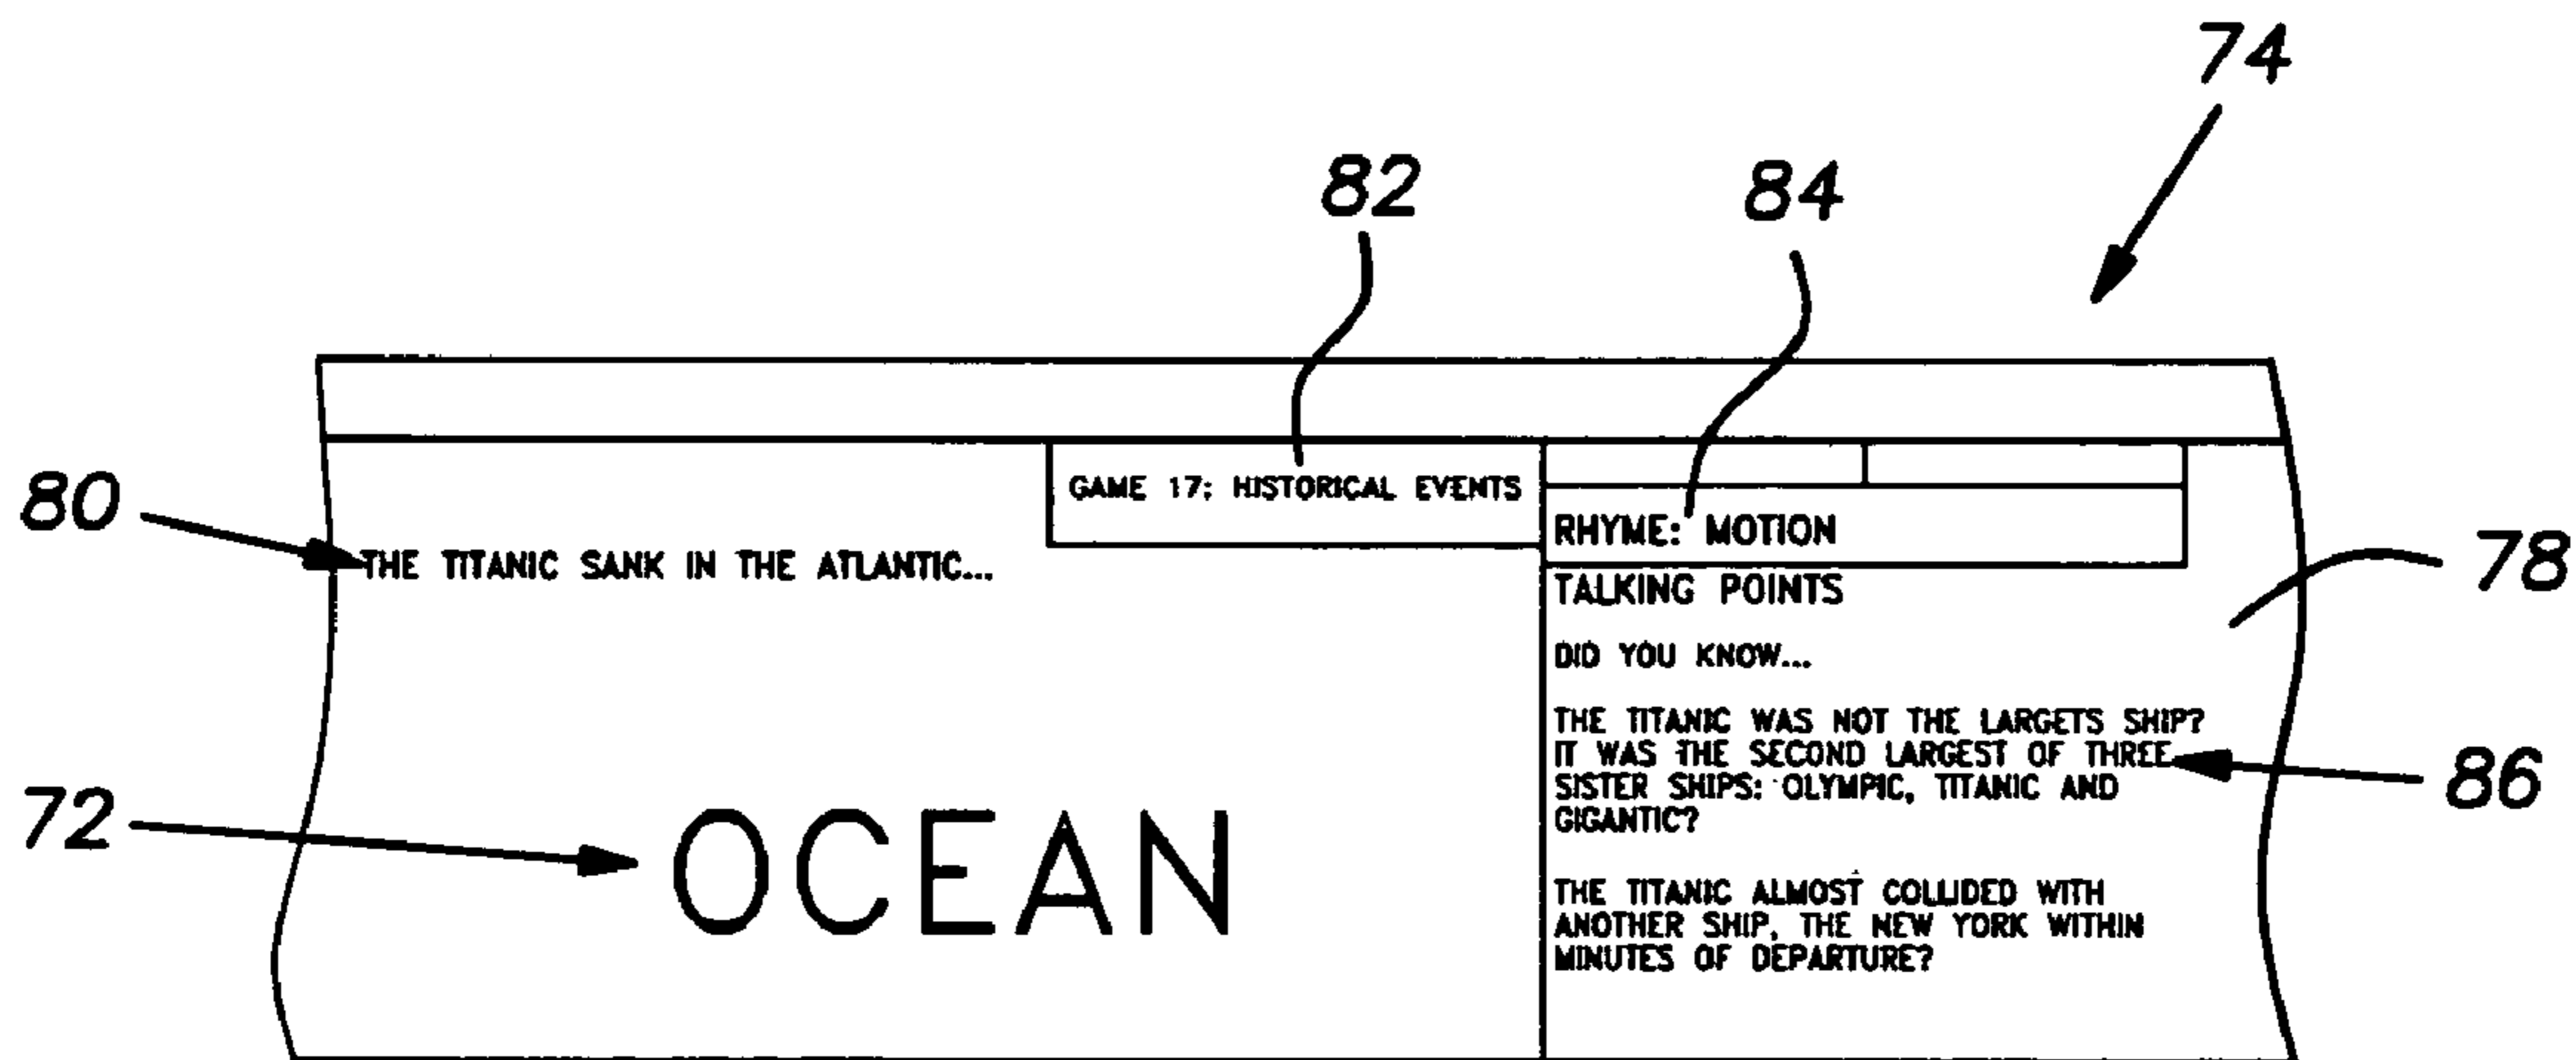 74
82
84
GAME 17: HISTORICAL EVENTS
80
THE TITANIC SANK IN THE ATLANTIC...
72
OCEAN
RHYME: MOTION
TALKING POINTS
78
DID YOU KNOW...
THE TITANIC WAS NOT THE LARGETS SHIP?
IT WAS THE SECOND LARGEST OF THREE
SISTER SHIPS: OLYMPIC, TITANIC AND
GIGANTIC?
86
THE TITANIC ALMOST COLLIDED WITH
ANOTHER SHIP, THE NEW YORK WITHIN
MINUTES OF DEPARTURE?